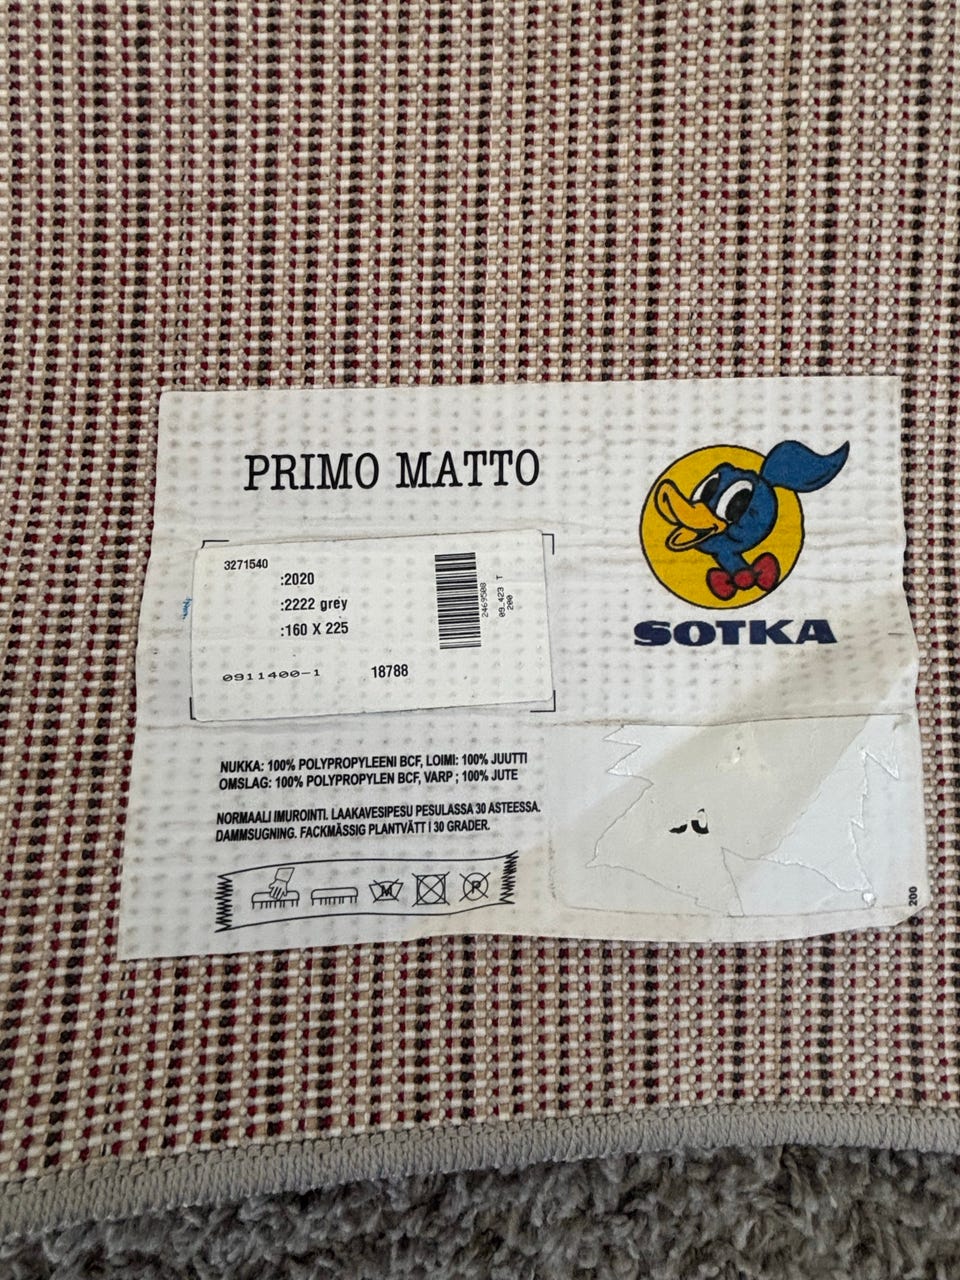 PRIMO MATTO
SOTKA
3271540
:2020
:2222 grey
:160 X 225
0911400-1
18788
2469508
09_423 T
200
NUKKA: 100% POLYPROPYLEENI BCF, LOIMI: 100% JUUTTI
OMSLAG: 100% POLYPROPYLEN BCF, VARP ; 100% JUTE
NORMAALI IMUROINTI. LAAKAVESIPESU PESULASSA 30 ASTEESSA.
DAMMSUGNING. FACKMÄSSIG PLANTVÄTT I 30 GRADER.
M
P
200